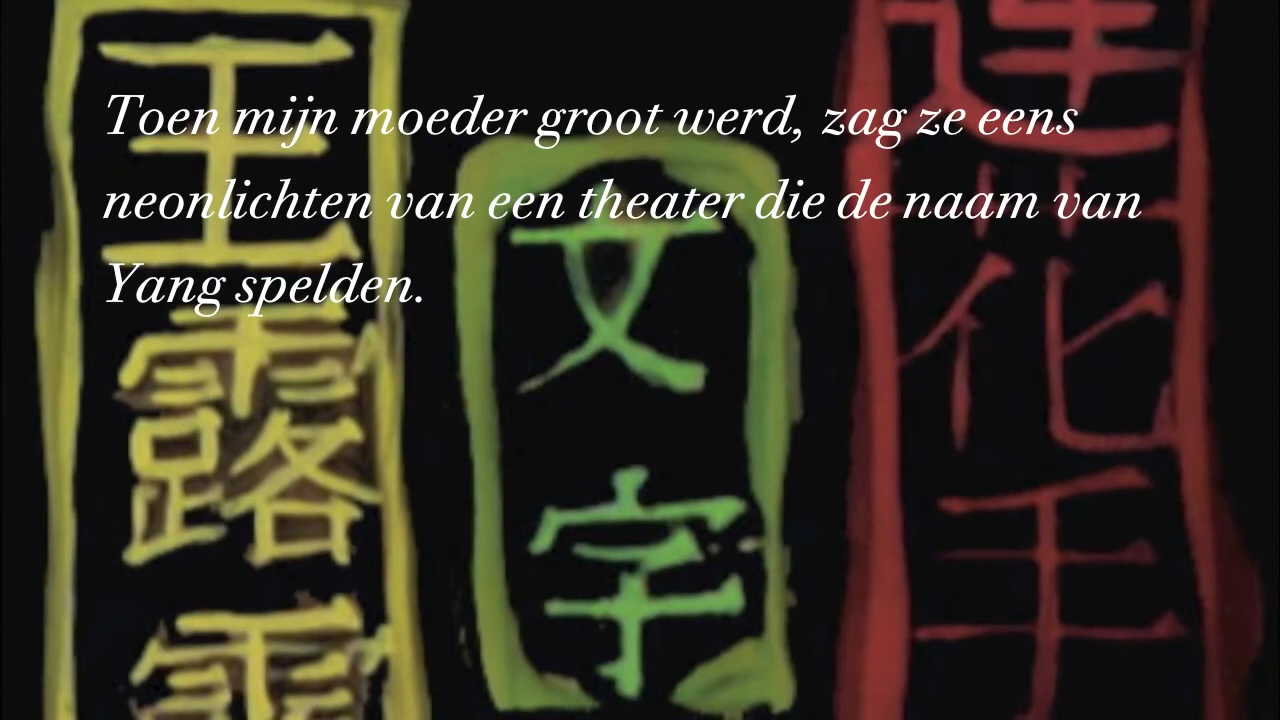 Toen mijn moeder groot werd, zag ze eens
neonlichten van een theater die de naam van
Yang spelden.
王露
文字
化手